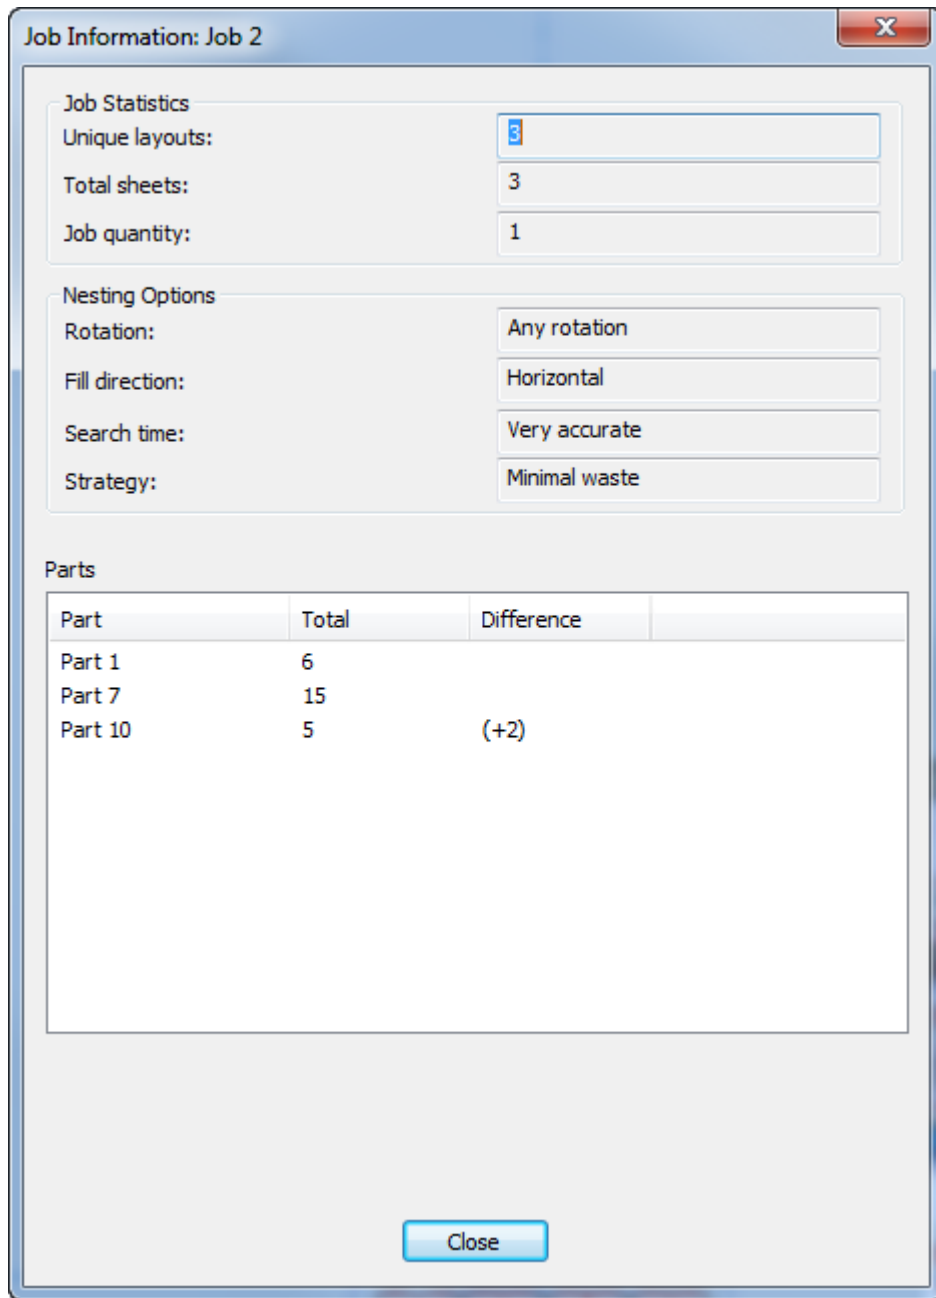 Job Information: Job 2
Job Statistics
Unique layouts: 3
Total sheets: 3
Job quantity: 1
Nesting Options
Rotation: Any rotation
Fill direction: Horizontal
Search time: Very accurate
Strategy: Minimal waste
Parts
Part Total Difference
Part 1 6
Part 7 15
Part 10 5 (+2)
Close